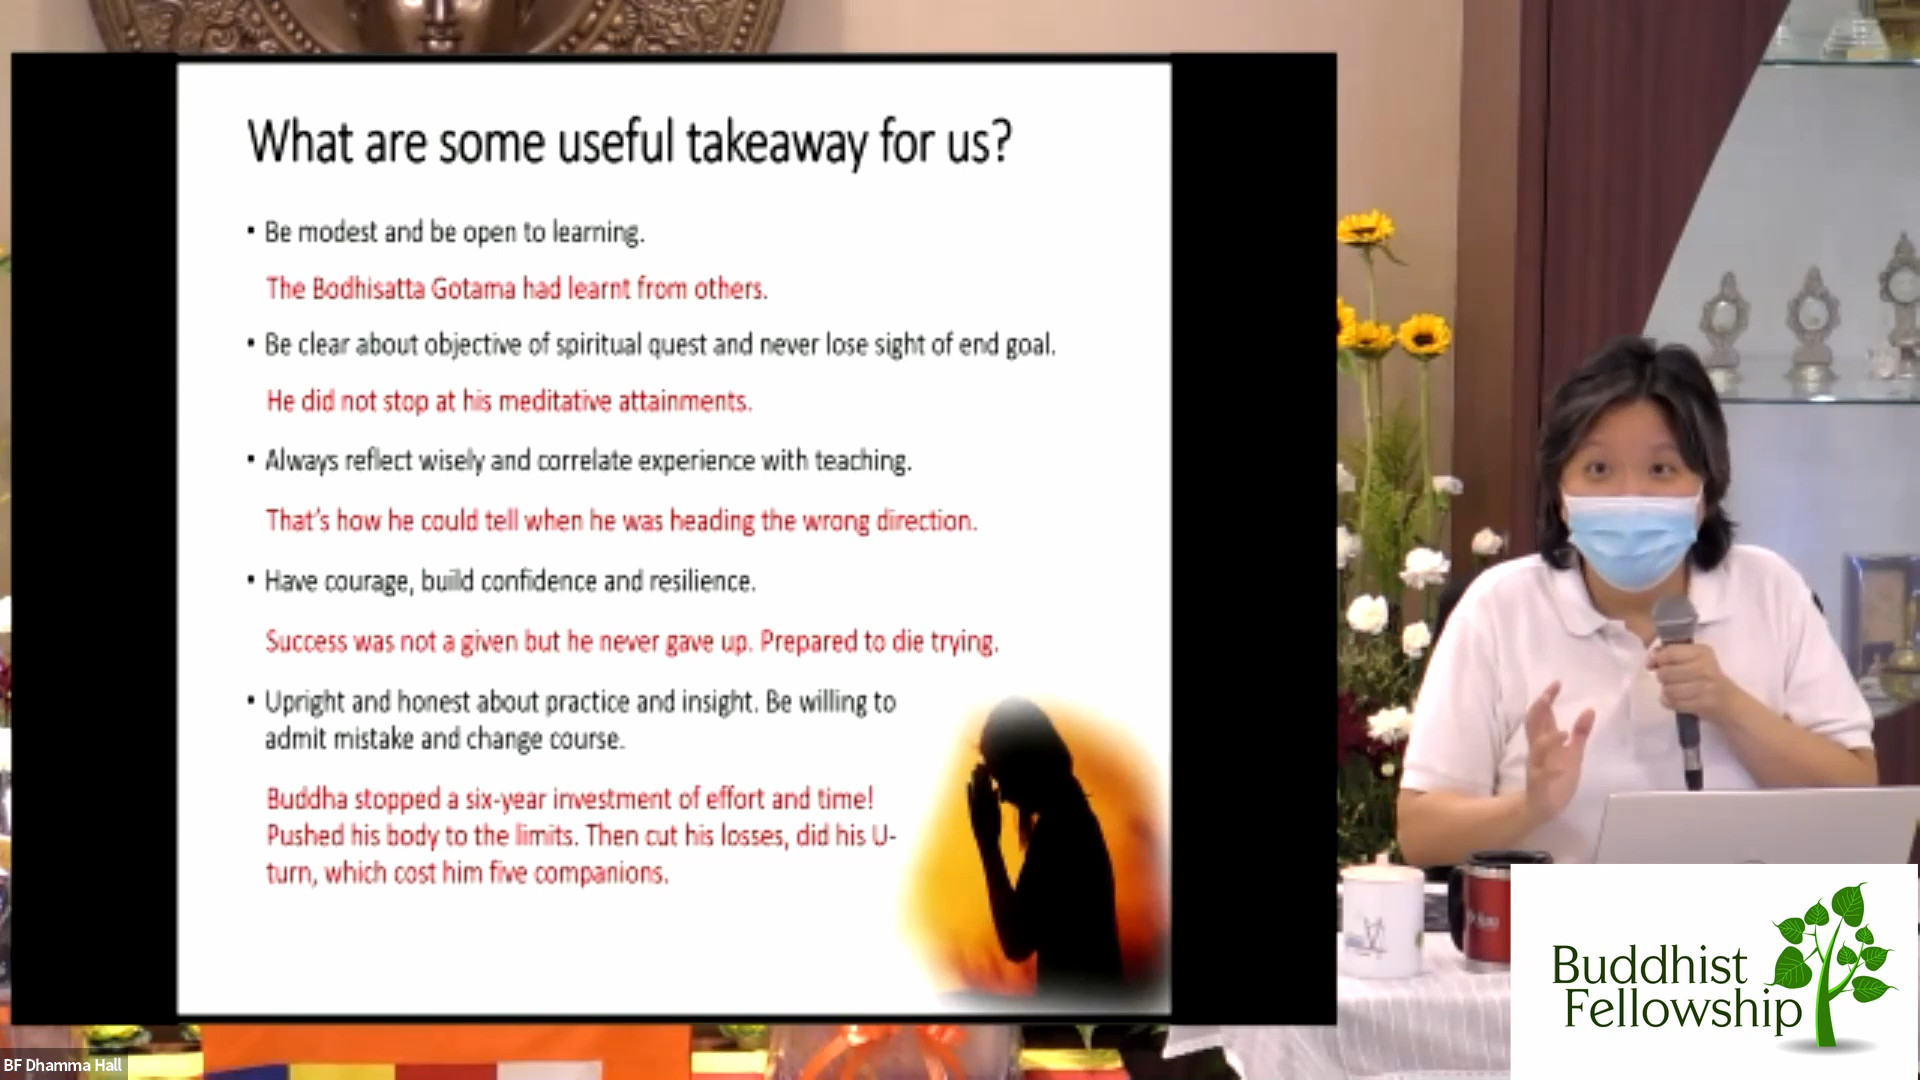 What are some useful takeaway for us?
• Be modest and be open to learning.
The Bodhisatta Gotama had learnt from others.
• Be clear about objective of spiritual quest and never lose sight of end goal.
He did not stop at his meditative attainments.
• Always reflect wisely and correlate experience with teaching.
That's how he could tell when he was heading the wrong direction.
• Have courage, build confidence and resilience.
Success was not a given but he never gave up. Prepared to die trying.
• Upright and honest about practice and insight. Be willing to
admit mistake and change course.
Buddha stopped a six-year investment of effort and time!
Pushed his body to the limits. Then cut his losses, did his U-
turn, which cost him five companions.
Buddhist
Fellowship
BF Dhamma Hall